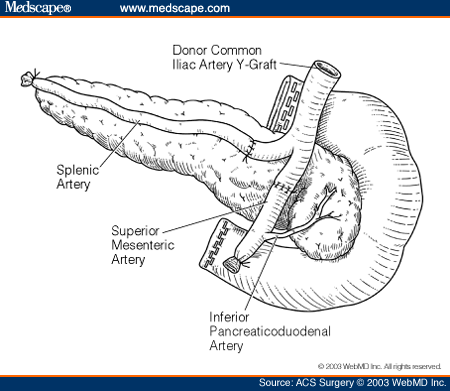 Medscape® www.medscape.com
Donor Common
Iliac Artery Y-Graft
Splenic
Artery
Superior
Mesenteric
Artery
Inferior
Pancreaticoduodenal
Artery
© 2003 WebMD Inc. All rights reserved.
Source: ACS Surgery © 2003 WebMD Inc.